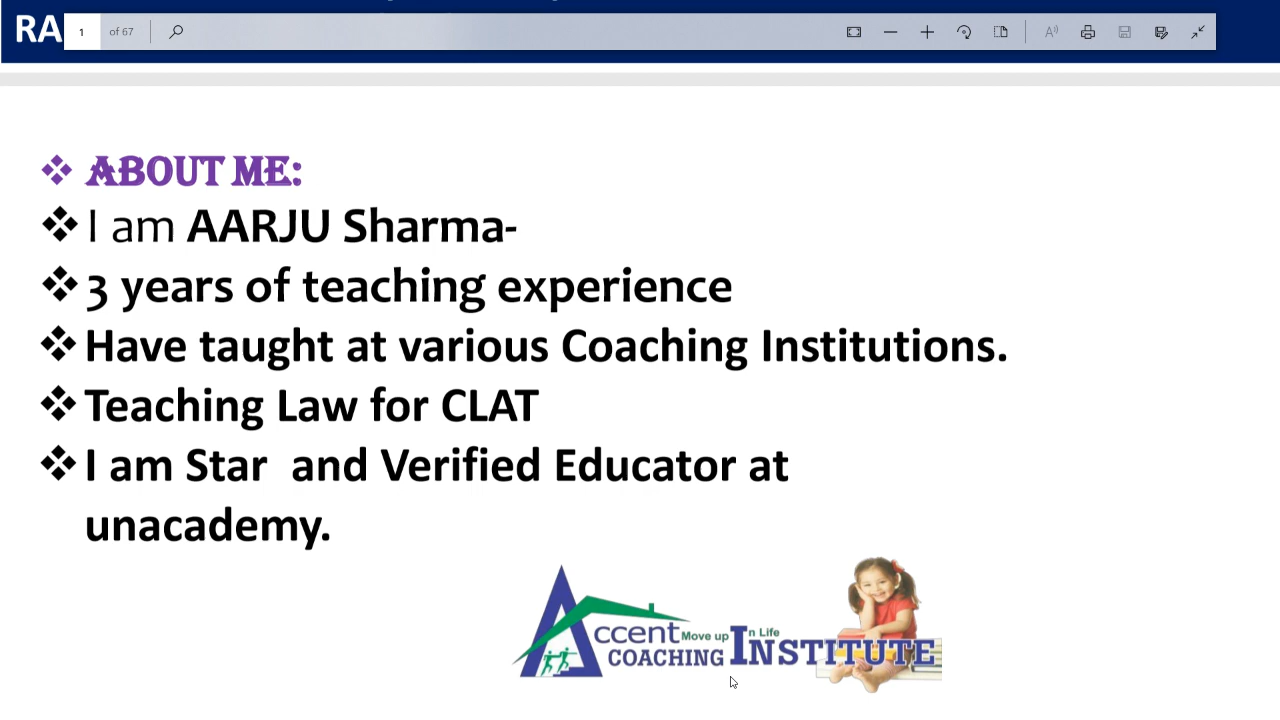 RA
1 of 67
ABOUT ME:
I am AARJU Sharma-
3 years of teaching experience
Have taught at various Coaching Institutions.
Teaching Law for CLAT
I am Star and Verified Educator at
unacademy.
Accent Move up In Life
COACHING INSTITUTE